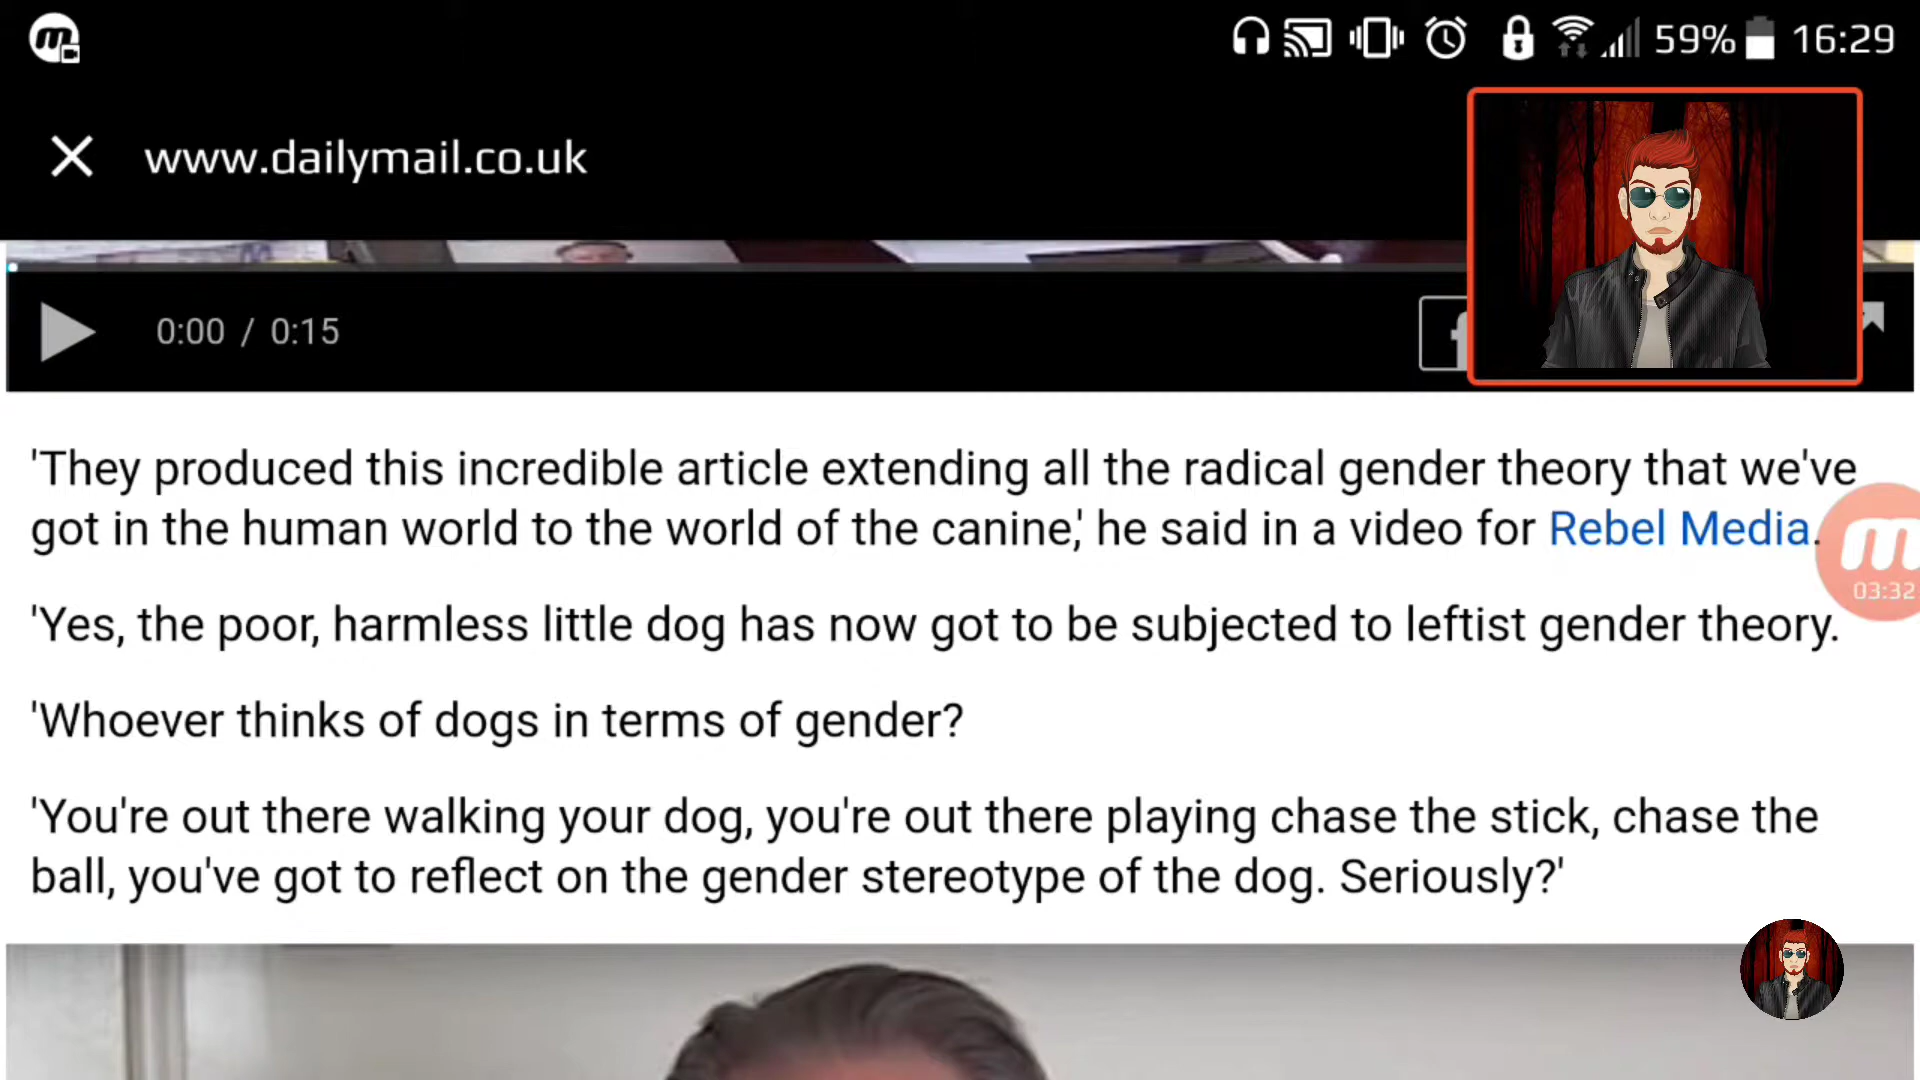 59% 16:29
www.dailymail.co.uk
0:00 / 0:15
'They produced this incredible article extending all the radical gender theory that we've
got in the human world to the world of the canine,' he said in a video for Rebel Media.
03:32
'Yes, the poor, harmless little dog has now got to be subjected to leftist gender theory.
'Whoever thinks of dogs in terms of gender?
'You're out there walking your dog, you're out there playing chase the stick, chase the
ball, you've got to reflect on the gender stereotype of the dog. Seriously?'